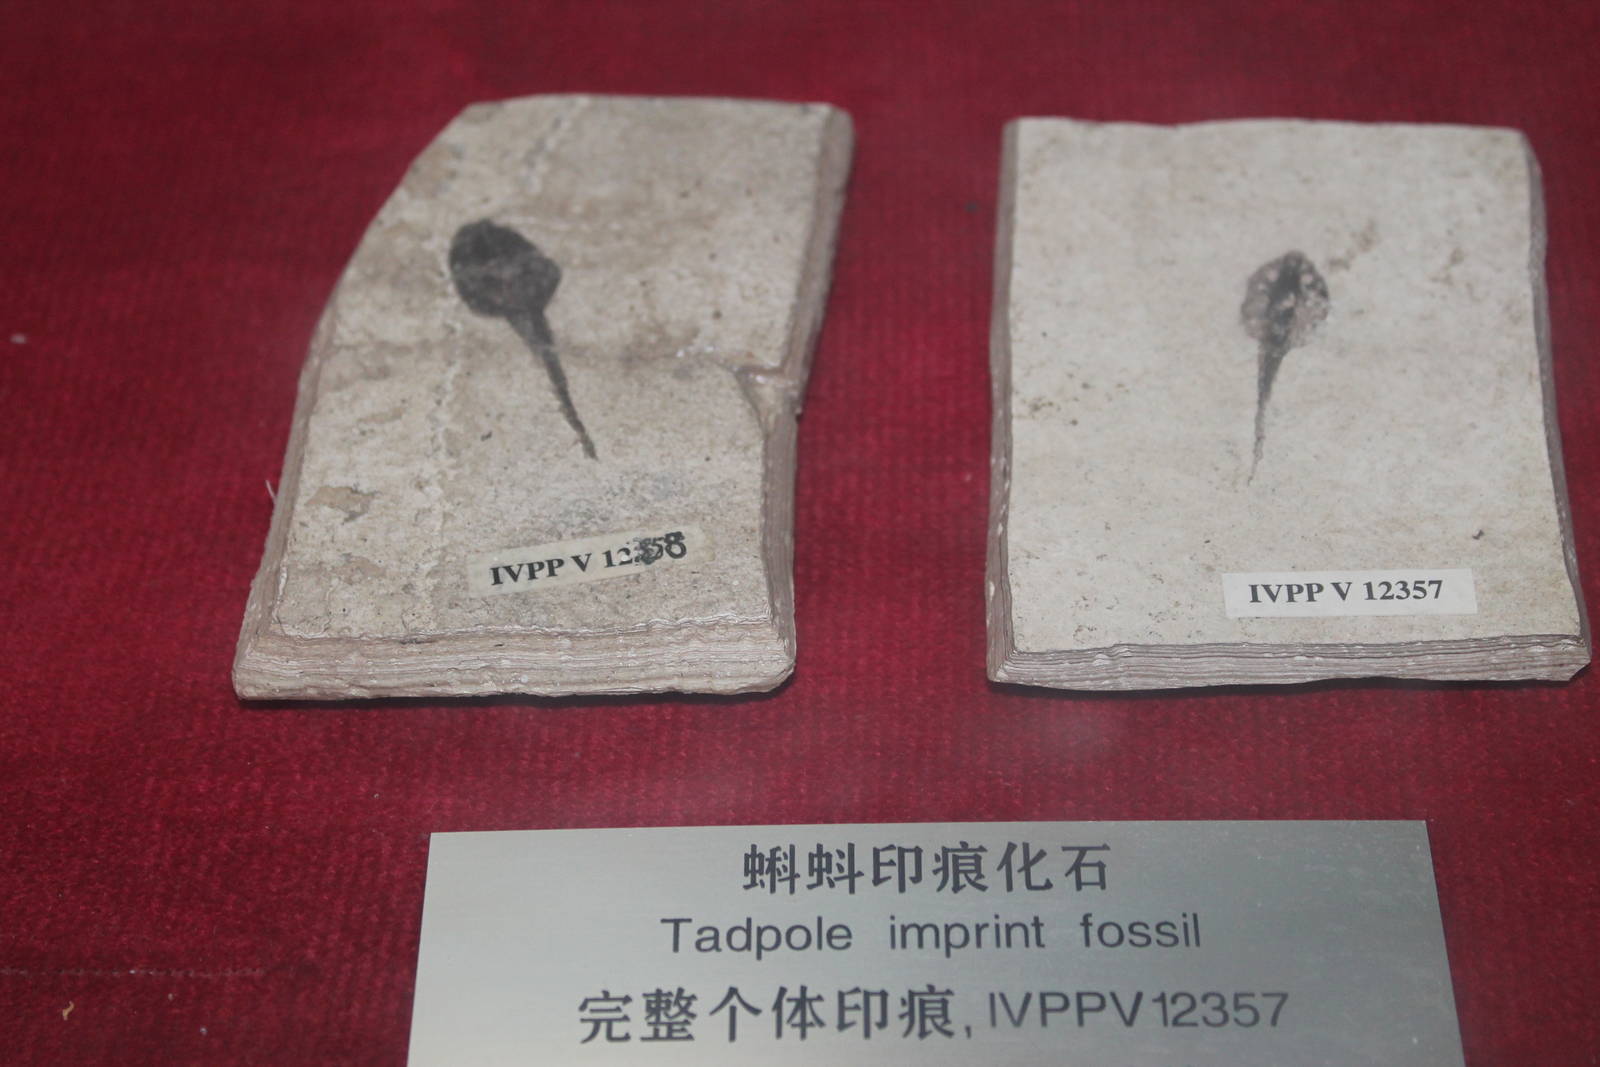 IVPP V 12358
IVPP V 12357
蝌蚪印痕化石
Tadpole imprint fossil
完整个体印痕, IVPPV12357